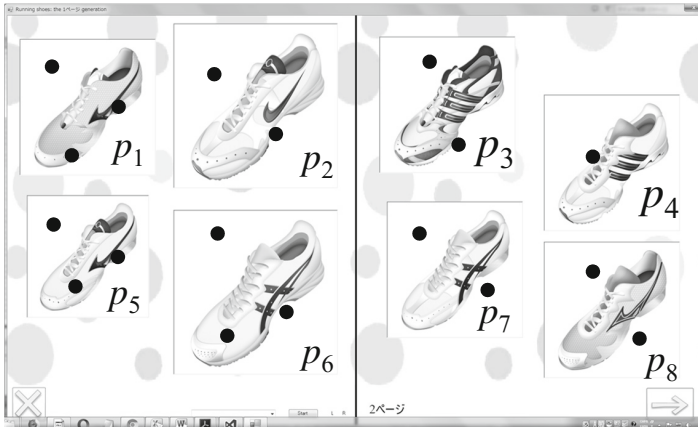 Running shoes: the 1ページ generation
p1
p2
p3
p4
p5
p6
p7
p8
Start
L
R
2ページ